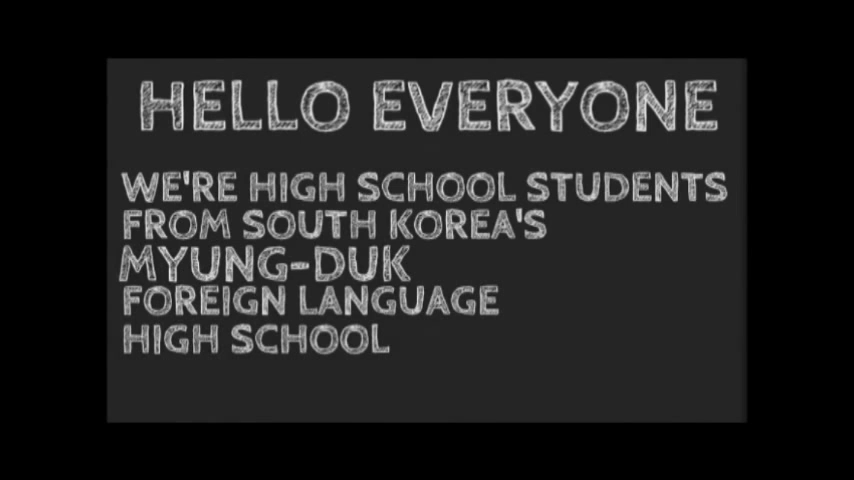 HELLO EVERYONE
WE'RE HIGH SCHOOL STUDENTS
FROM SOUTH KOREA'S
MYUNG-DUK
FOREIGN LANGUAGE
HIGH SCHOOL